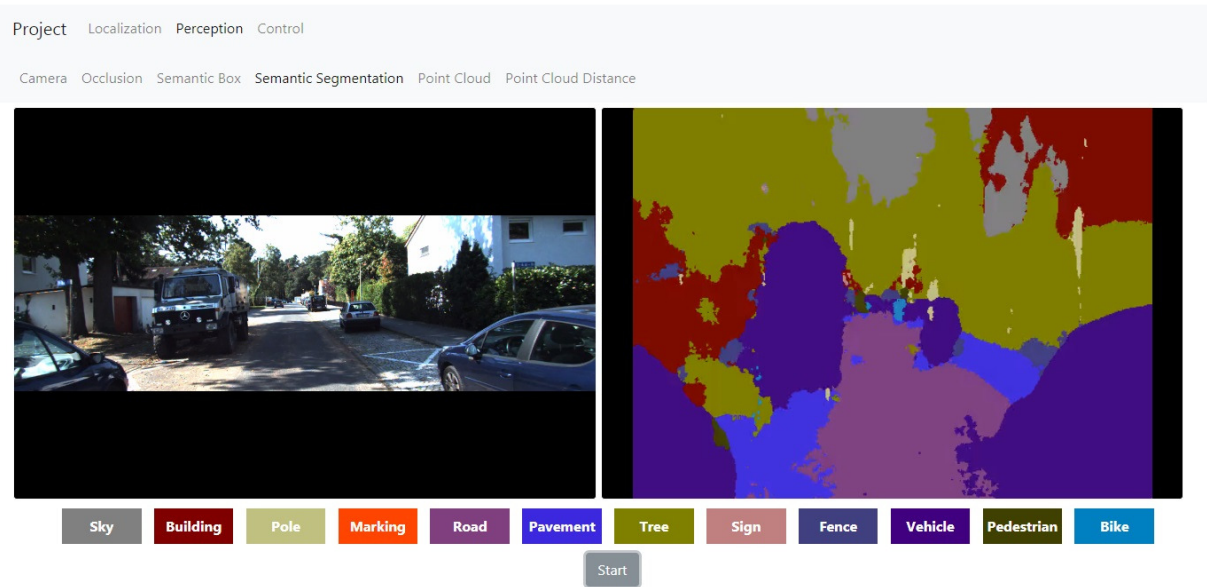 Project Localization Perception Control
Camera Occlusion Semantic Box Semantic Segmentation Point Cloud Point Cloud Distance
Sky Building Pole Marking Road Pavement Tree Sign Fence Vehicle Pedestrian Bike
Start